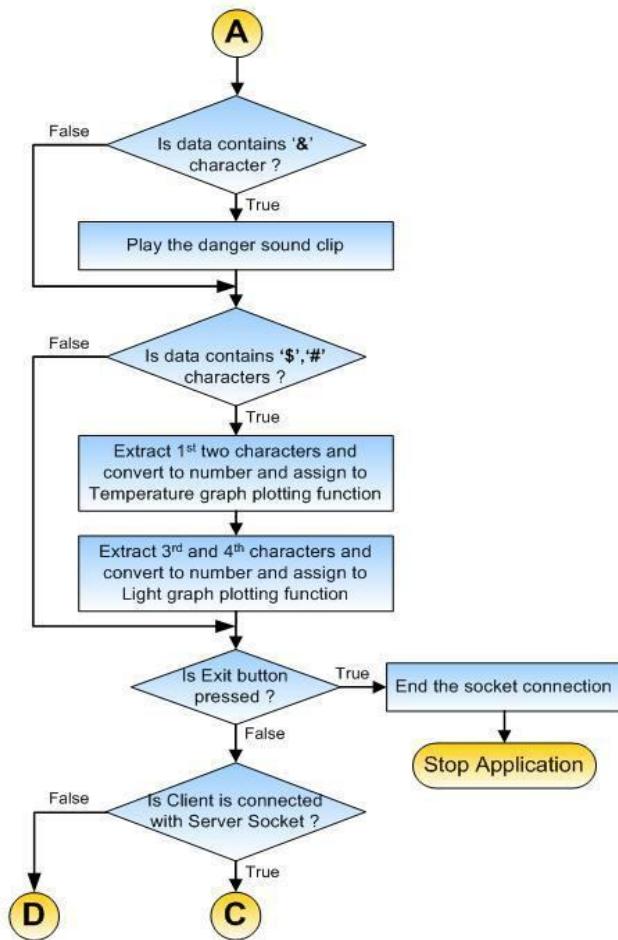 A
False
Is data contains '&'
character ?
True
Play the danger sound clip
False
Is data contains '$','#'
characters ?
True
Extract 1st two characters and
convert to number and assign to
Temperature graph plotting function
Extract 3rd and 4th characters and
convert to number and assign to
Light graph plotting function
Is Exit button
pressed ?
True
End the socket connection
False
Stop Application
False
Is Client is connected
with Server Socket ?
True
D
C